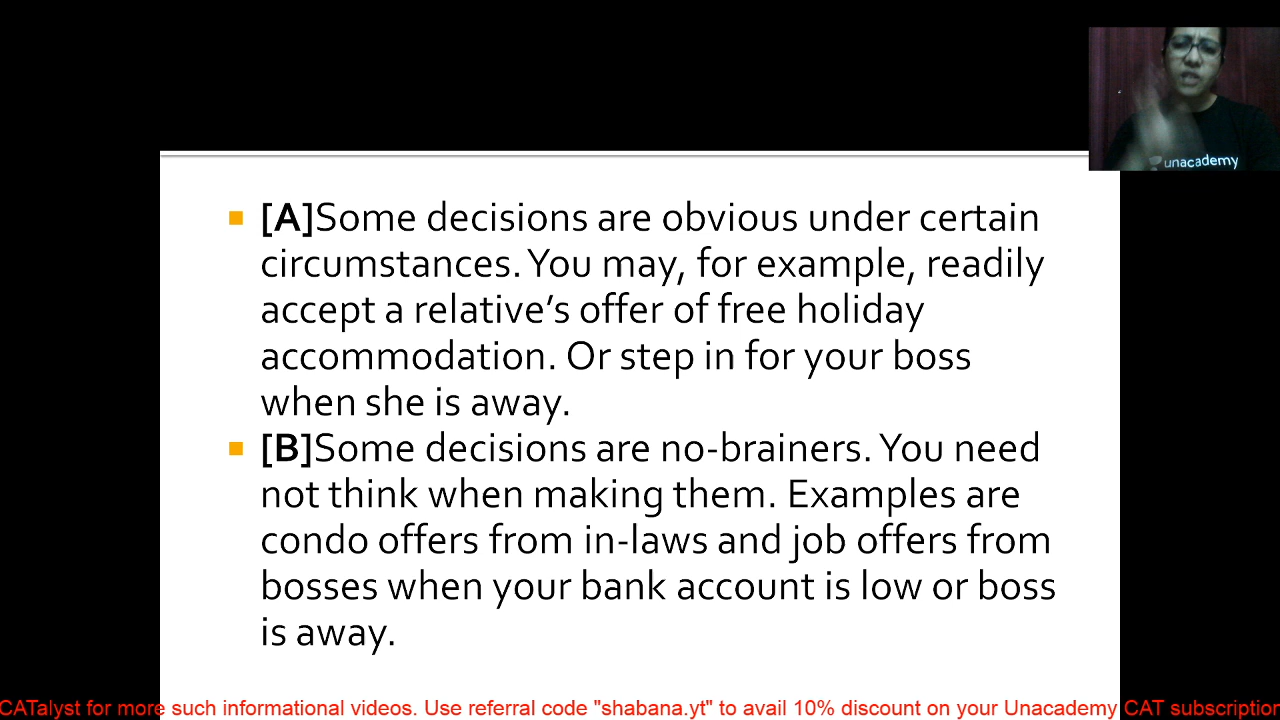 unacademy
[A]Some decisions are obvious under certain
circumstances. You may, for example, readily
accept a relative's offer of free holiday
accommodation. Or step in for your boss
when she is away.
[B]Some decisions are no-brainers. You need
not think when making them. Examples are
condo offers from in-laws and job offers from
bosses when your bank account is low or boss
is away.
CATalyst for more such informational videos. Use referral code "shabana.yt" to avail 10% discount on your Unacademy CAT subscription